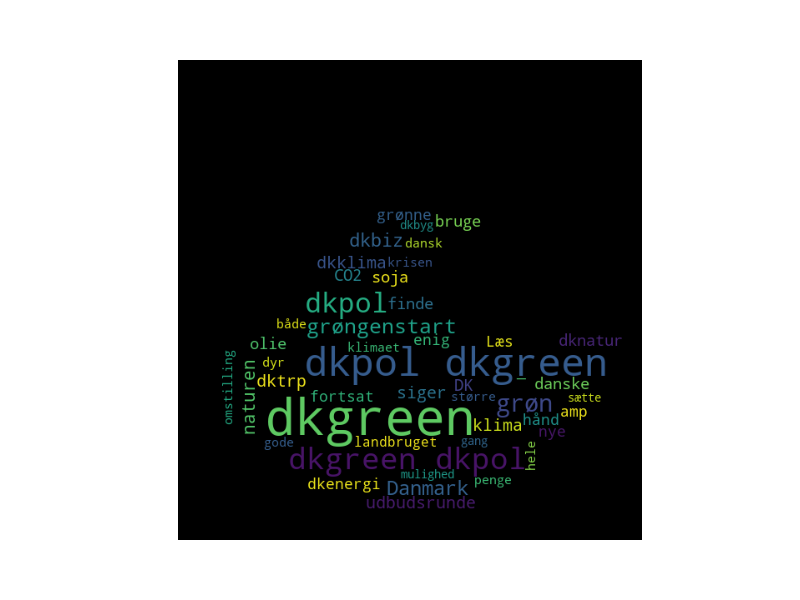 grønne
dkbyg bruge
dkbiz dansk
dkklima krisen
CO2 soja
dkpol finde
både grøngenstart
olie klimaet enig Læs dknatur
omstilling naturen dyr dkpol dkgreen
dktrp fortsat siger DK større danske sætte
dkgreen grøn amp
klima hånd nye
gode landbruget gang hele
dkgreen dkpol
mulighed penge
dkenergi Danmark
udbudsrunde